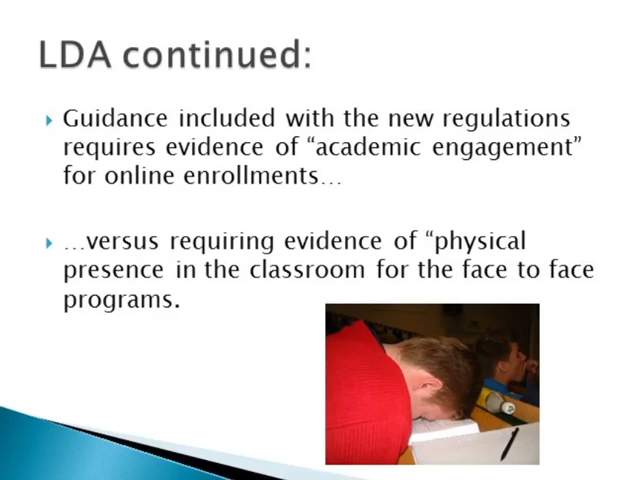 LDA continued:
Guidance included with the new regulations
requires evidence of “academic engagement”
for online enrollments…
…versus requiring evidence of “physical
presence in the classroom for the face to face
programs.